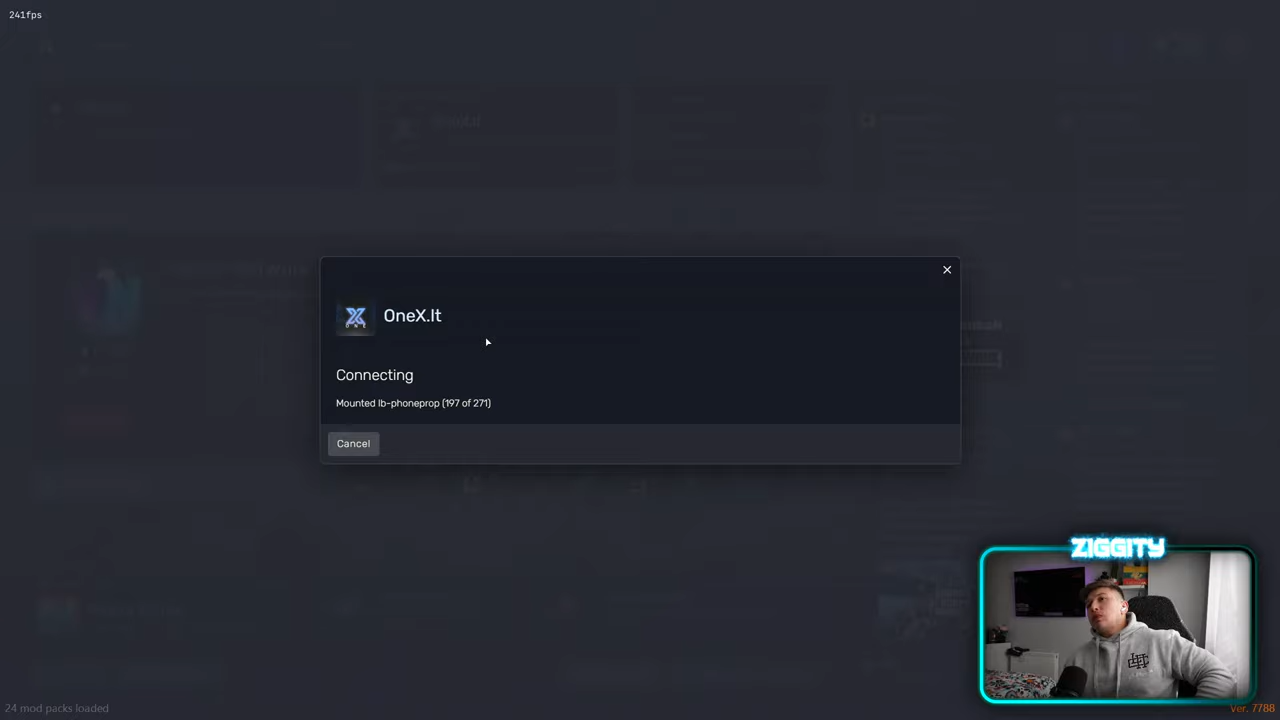 241fps
OneX.lt
Connecting
Mounted lb-phoneprop (197 of 271)
Cancel
ZIGGITY
24 mod packs loaded
Ver. 7788